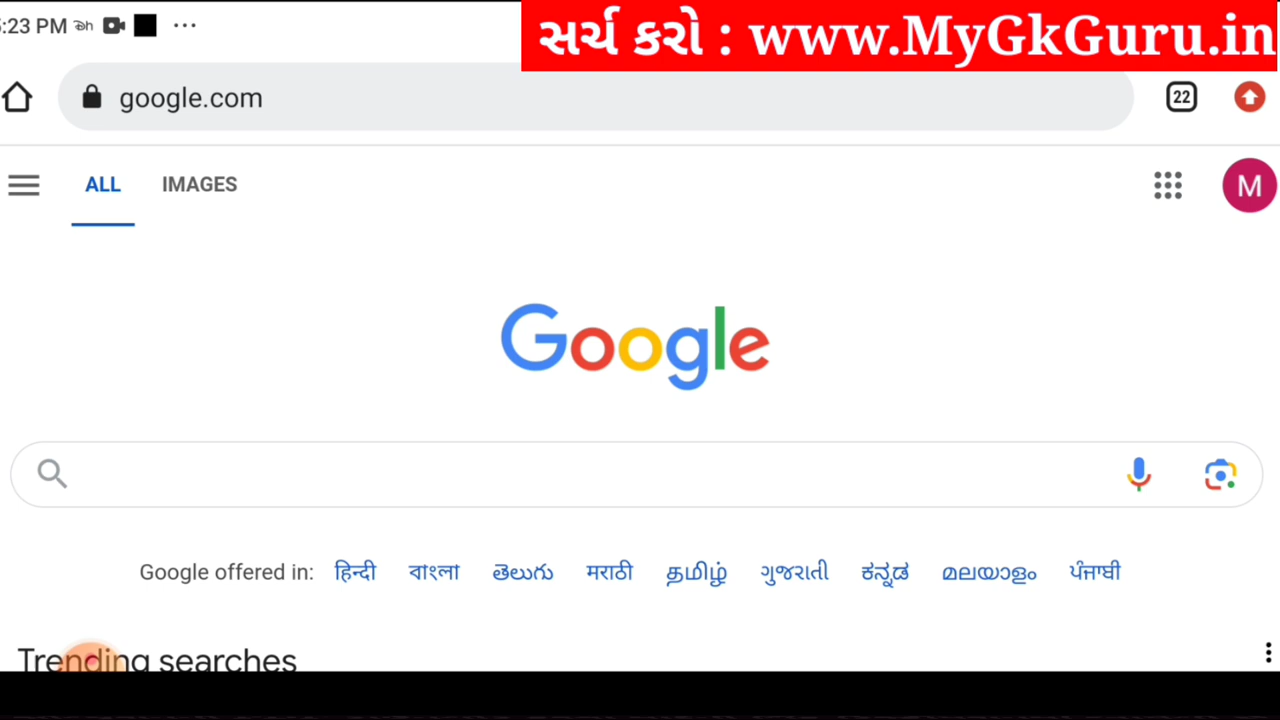 :23 PM
સર્ચ કરો : www.MyGkGuru.in
google.com
22
ALL IMAGES
M
Google
Google offered in: हिन्दी বাংলা తెలుగు मराठी தமிழ் ગુજરાતી ಕನ್ನಡ മലയാളം ਪੰਜਾਬੀ
Trending searches